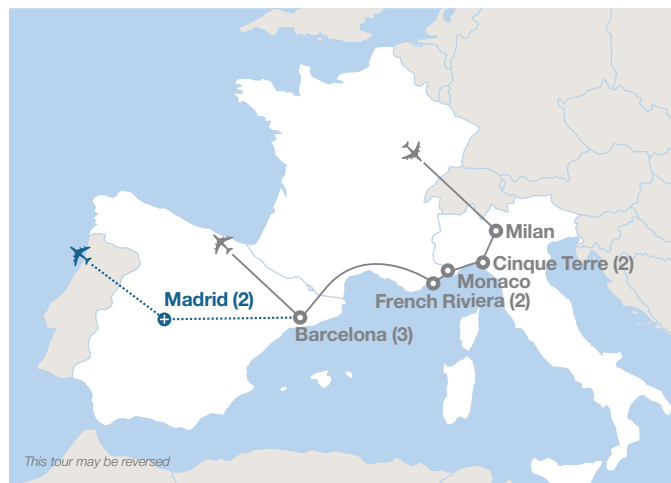 Milan
Cinque Terre (2)
Monaco
French Riviera (2)
Madrid (2)
Barcelona (3)
This tour may be reversed